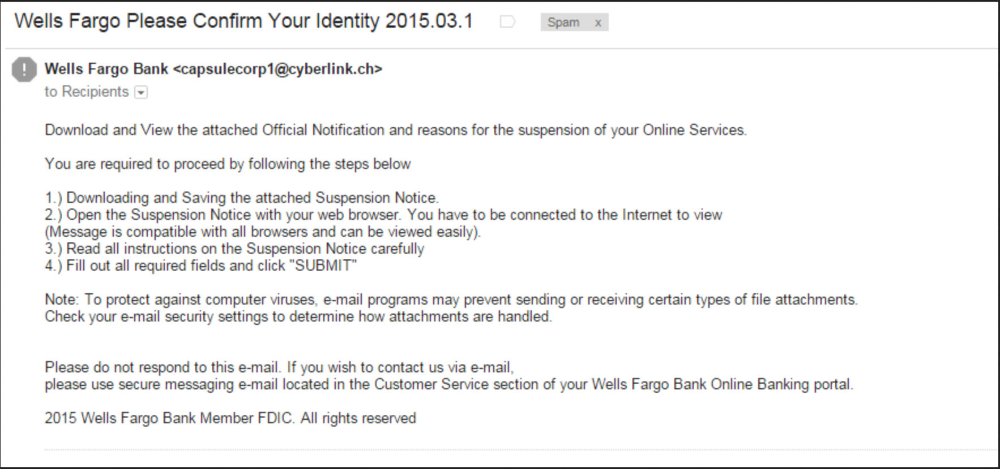 Wells Fargo Please Confirm Your Identity 2015.03.1 Spam x
! Wells Fargo Bank <capsulecorp1@cyberlink.ch>
to Recipients
Download and View the attached Official Notification and reasons for the suspension of your Online Services.
You are required to proceed by following the steps below
1.) Downloading and Saving the attached Suspension Notice.
2.) Open the Suspension Notice with your web browser. You have to be connected to the Internet to view
(Message is compatible with all browsers and can be viewed easily).
3.) Read all instructions on the Suspension Notice carefully
4.) Fill out all required fields and click "SUBMIT"
Note: To protect against computer viruses, e-mail programs may prevent sending or receiving certain types of file attachments.
Check your e-mail security settings to determine how attachments are handled.
Please do not respond to this e-mail. If you wish to contact us via e-mail,
please use secure messaging e-mail located in the Customer Service section of your Wells Fargo Bank Online Banking portal.
2015 Wells Fargo Bank Member FDIC. All rights reserved